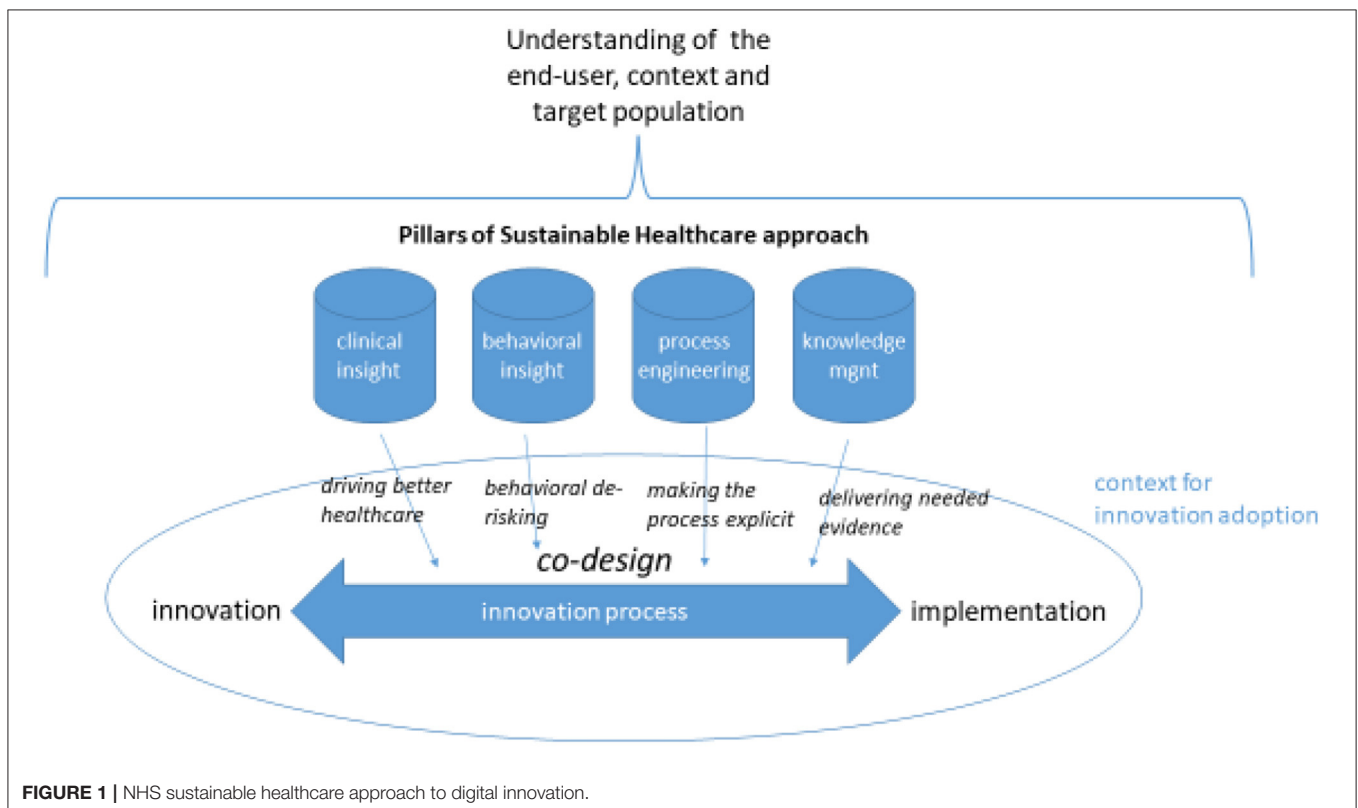 Understanding of the
end-user, context and
target population
Pillars of Sustainable Healthcare approach
clinical
insight
behavioral
insight
process
engineering
knowledge
mgnt
driving better
healthcare
behavioral de-
risking
making the
process explicit
delivering needed
evidence
context for
innovation adoption
co-design
innovation
innovation process
implementation
FIGURE 1 | NHS sustainable healthcare approach to digital innovation.